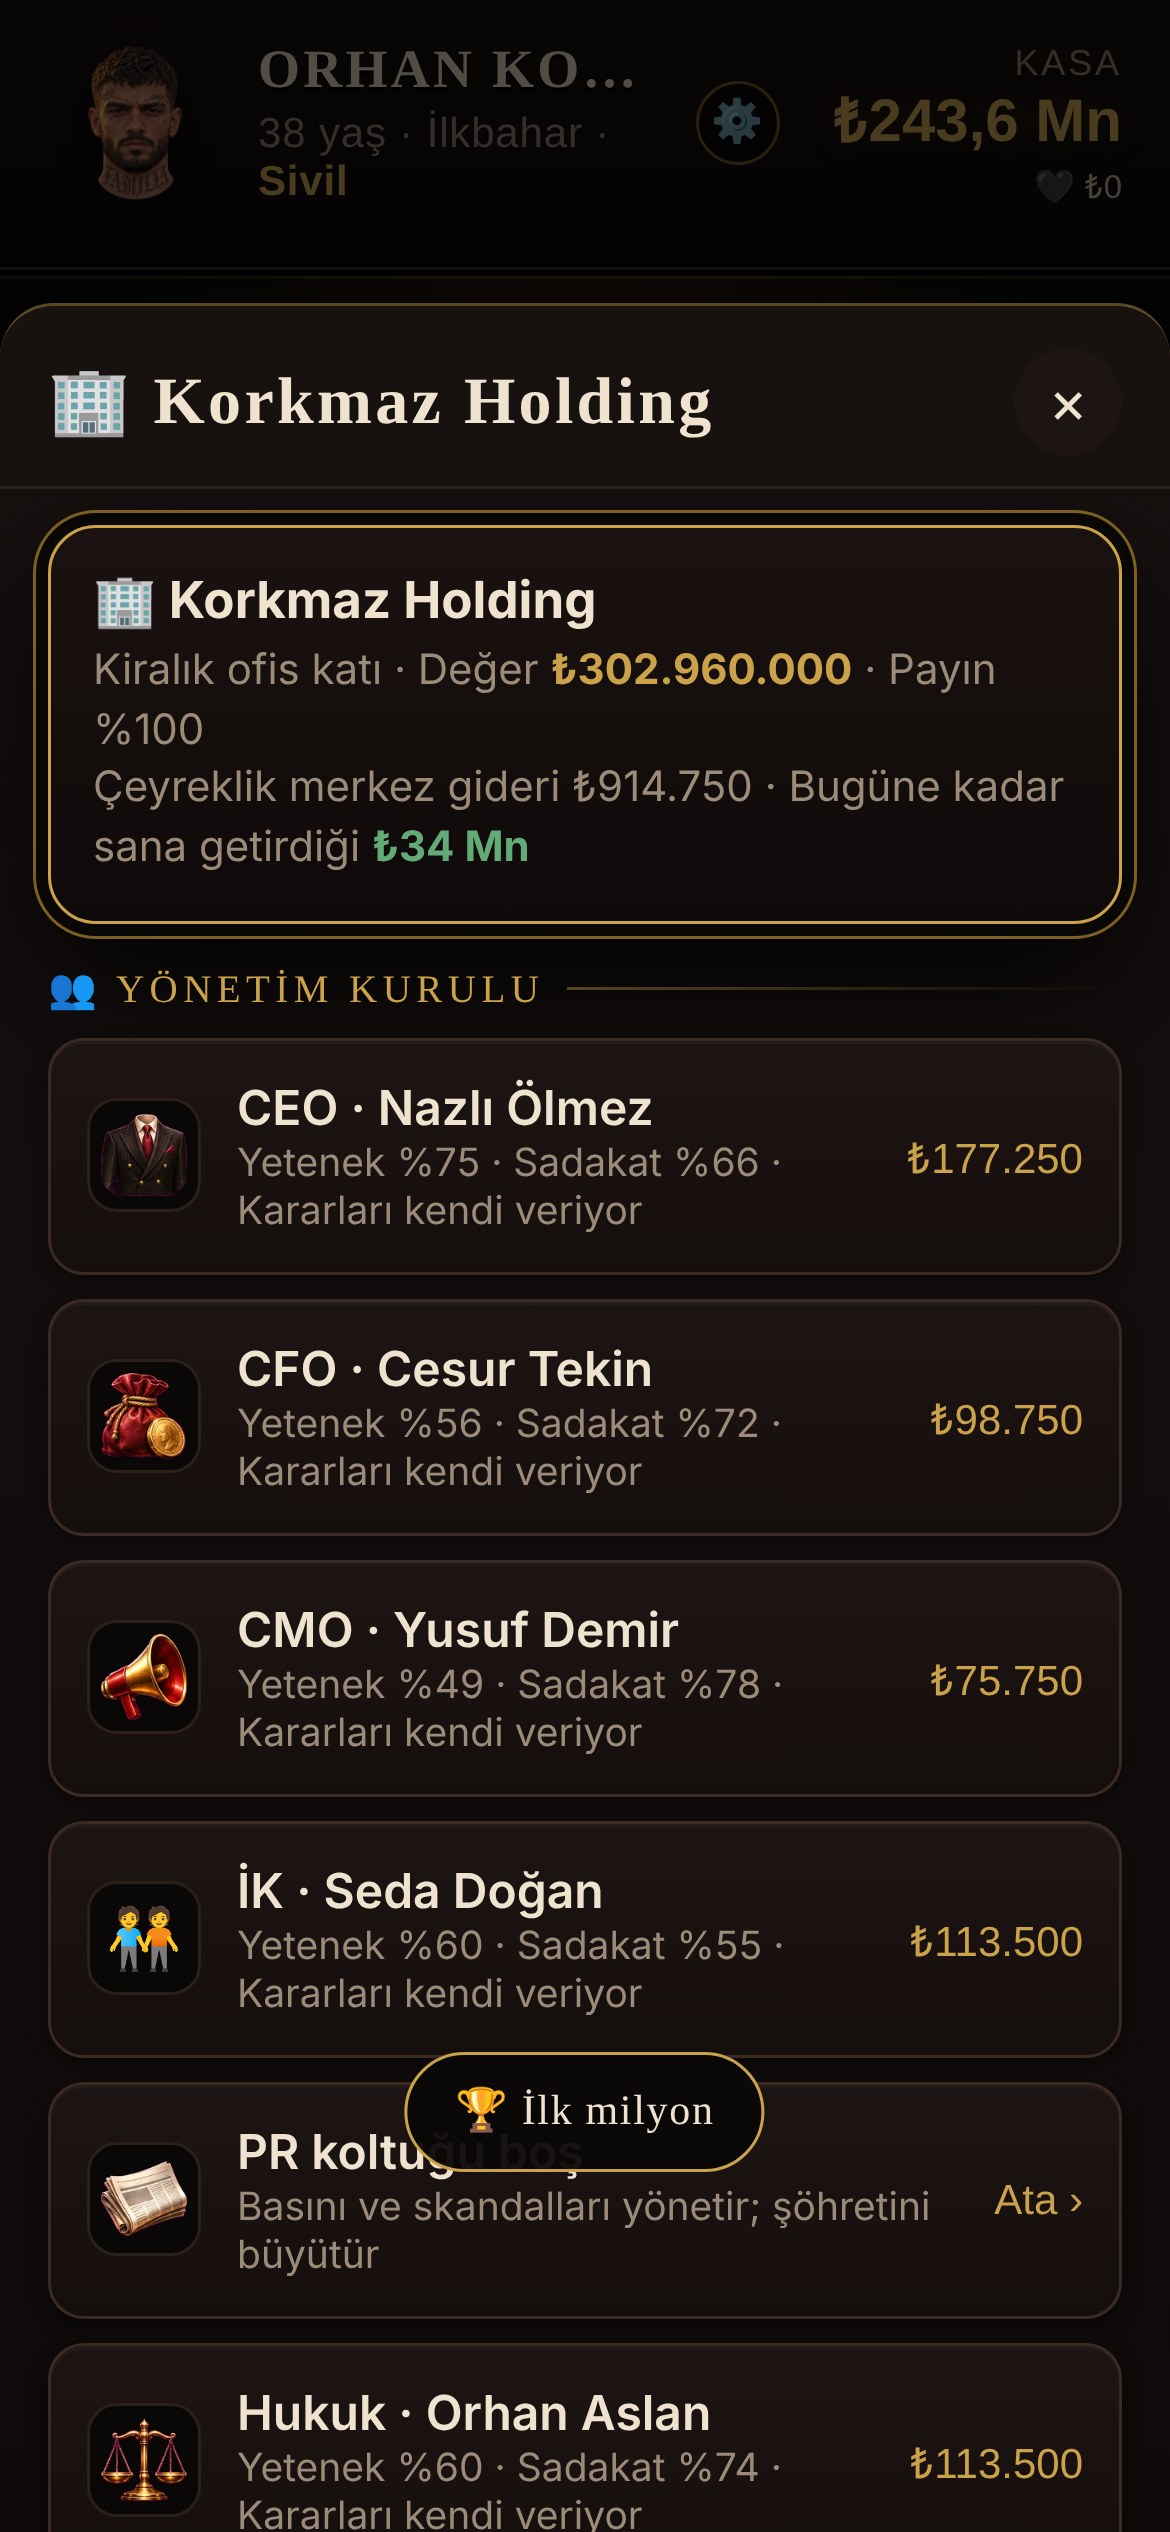 ORHAN KO...
38 yaş · İlkbahar ·
Sivil
KASA
₺243,6 Mn
₺0
Korkmaz Holding
Korkmaz Holding
Kiralık ofis katı · Değer ₺302.960.000 · Payın
%100
Çeyreklik merkez gideri ₺914.750 · Bugüne kadar
sana getirdiği ₺34 Mn
YÖNETİM KURULU
CEO · Nazlı Ölmez
Yetenek %75 · Sadakat %66 ·
Kararları kendi veriyor
₺177.250
CFO · Cesur Tekin
Yetenek %56 · Sadakat %72 ·
Kararları kendi veriyor
₺98.750
CMO · Yusuf Demir
Yetenek %49 · Sadakat %78 ·
Kararları kendi veriyor
₺75.750
İK · Seda Doğan
Yetenek %60 · Sadakat %55 ·
Kararları kendi veriyor
₺113.500
İlk milyon
PR koltuğu boş
Basını ve skandalları yönetir; şöhretini
büyütür
Ata ›
Hukuk · Orhan Aslan
Yetenek %60 · Sadakat %74 ·
Kararları kendi veriyor
₺113.500